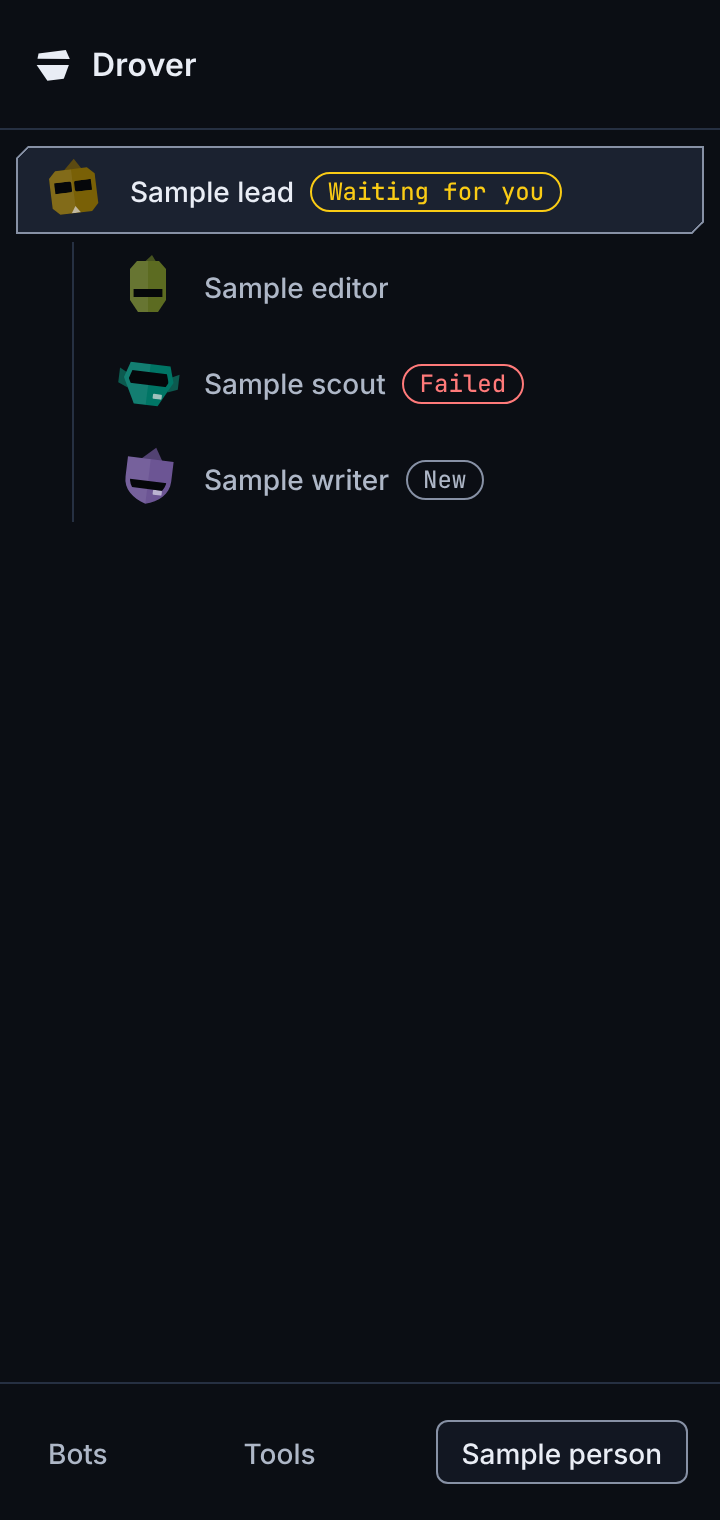 Drover
Sample lead Waiting for you
Sample editor
Sample scout Failed
Sample writer New
Bots Tools Sample person